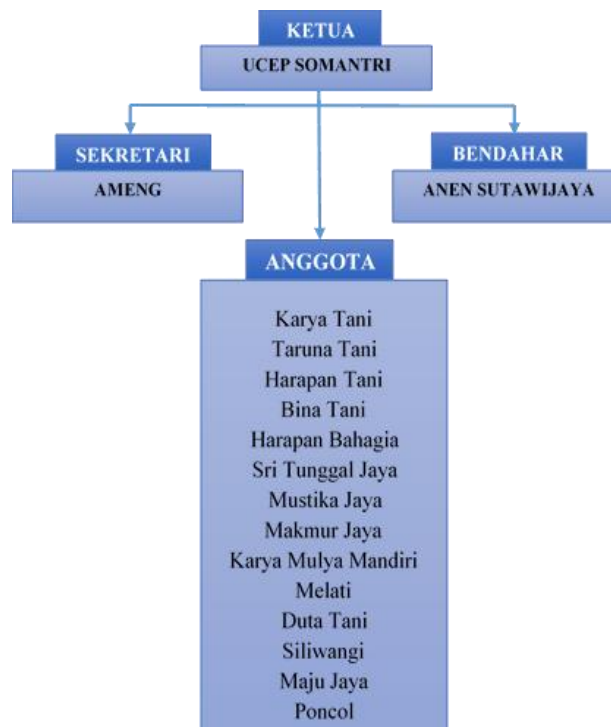 KETUA
UCEP SOMANTRI
SEKRETARI
AMENG
BENDAHAR
ANEN SUTAWIJAYA
ANGGOTA
Karya Tani
Taruna Tani
Harapan Tani
Bina Tani
Harapan Bahagia
Sri Tunggal Jaya
Mustika Jaya
Makmur Jaya
Karya Mulya Mandiri
Melati
Duta Tani
Siliwangi
Maju Jaya
Poncol